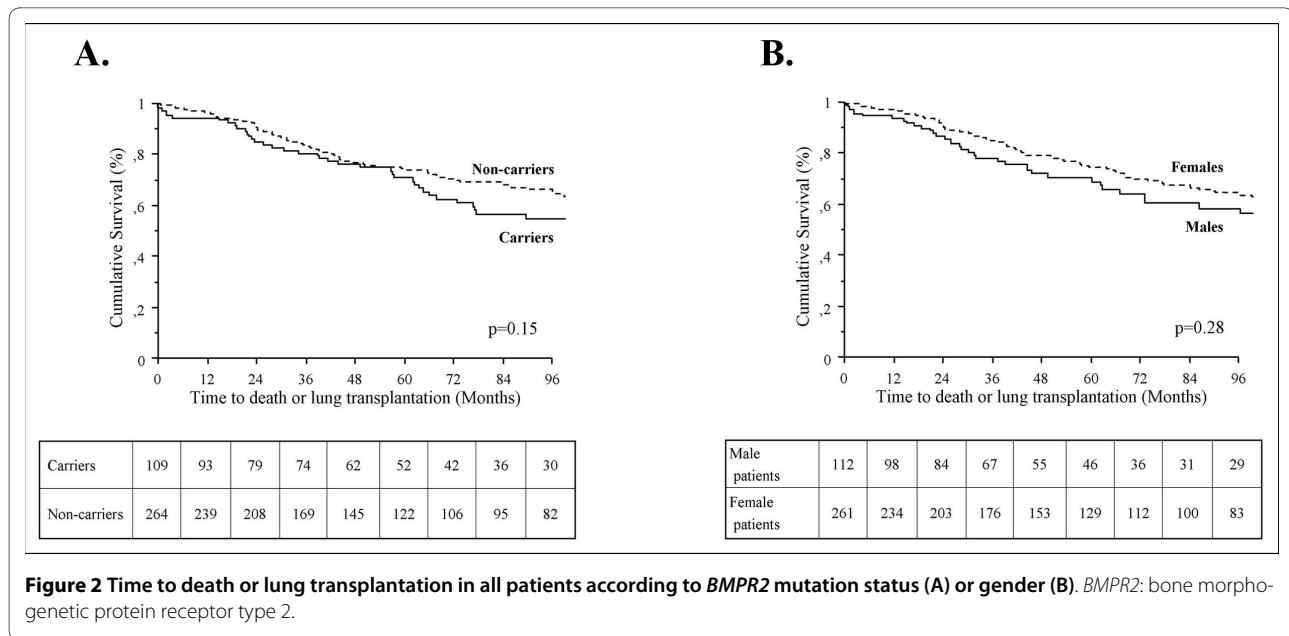 A.
1
,8
,6
,4
,2
0
Cumulative Survival (%)
Non-carriers
Carriers
p=0.15
0 12 24 36 48 60 72 84 96
Time to death or lung transplantation (Months)
Carriers 109 93 79 74 62 52 42 36 30
Non-carriers 264 239 208 169 145 122 106 95 82
B.
1
,8
,6
,4
,2
0
Cumulative Survival (%)
Females
Males
p=0.28
0 12 24 36 48 60 72 84 96
Time to death or lung transplantation (Months)
Male
patients 112 98 84 67 55 46 36 31 29
Female
patients 261 234 203 176 153 129 112 100 83
Figure 2 Time to death or lung transplantation in all patients according to BMPR2 mutation status (A) or gender (B). BMPR2: bone morpho-
genetic protein receptor type 2.